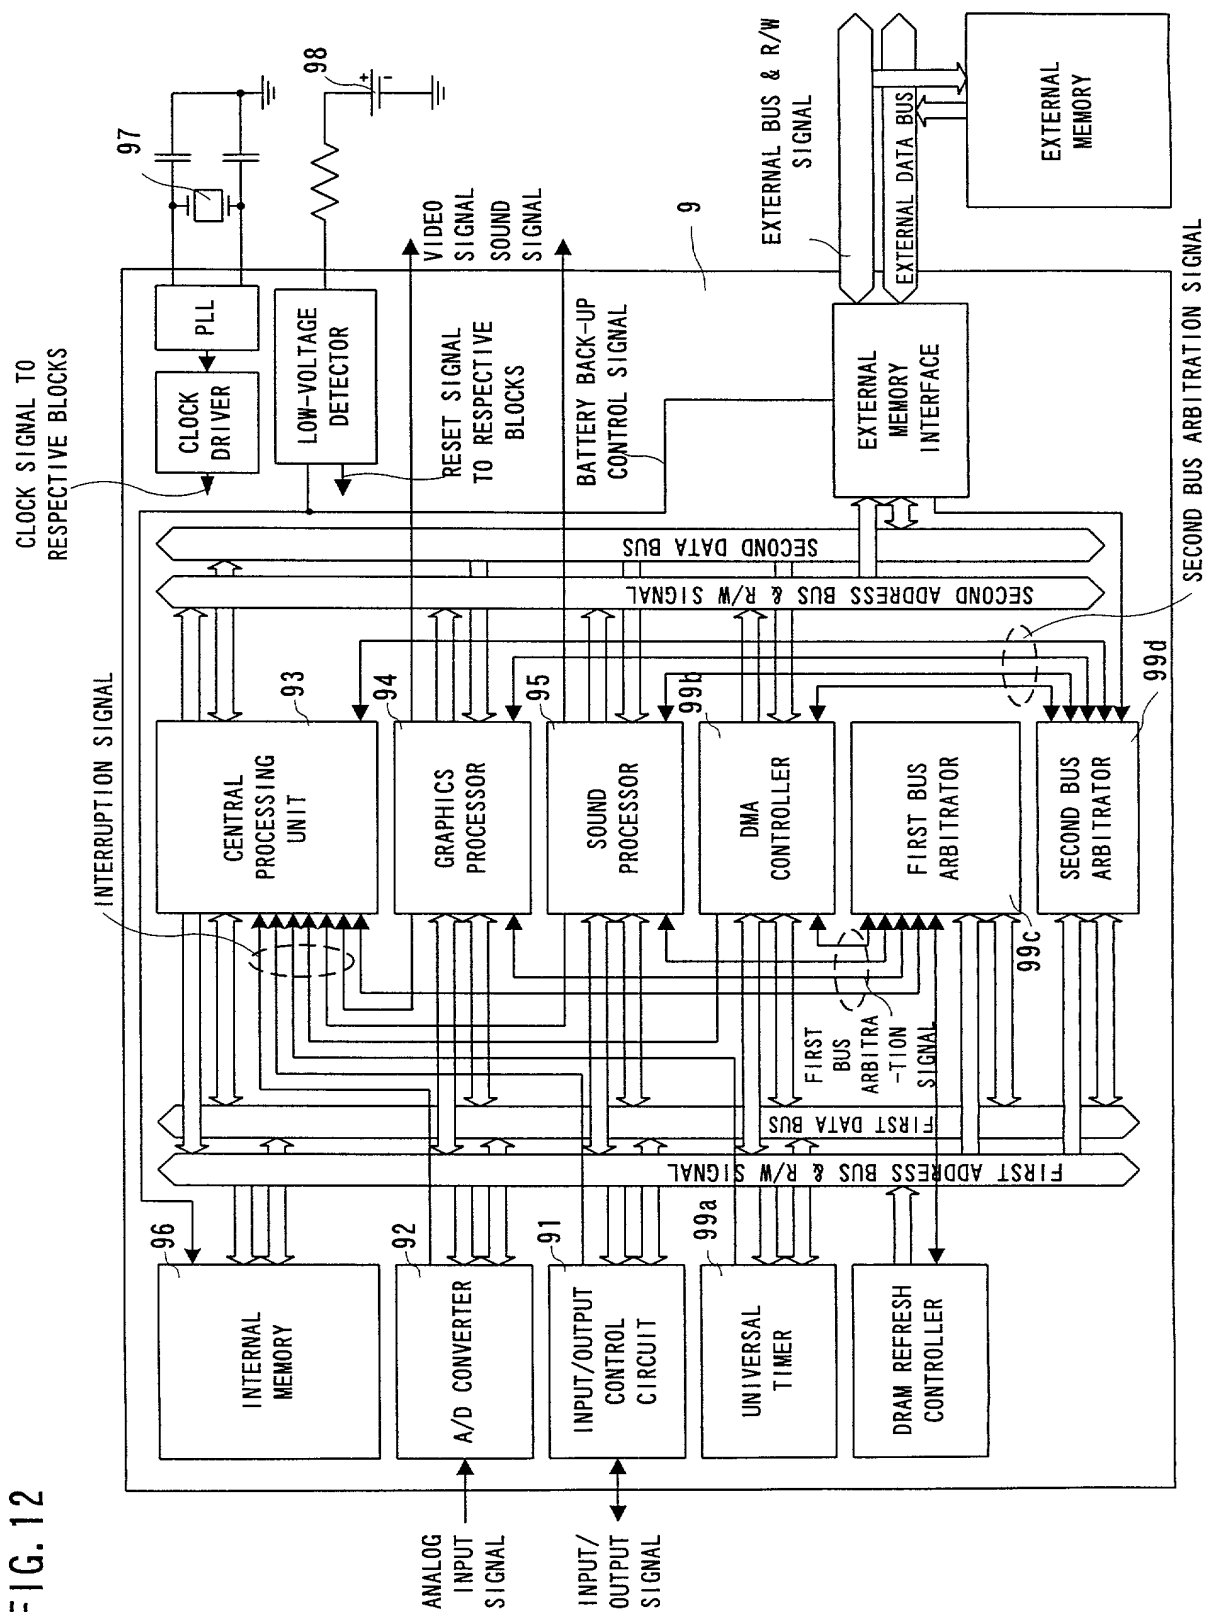 FIG. 12
CLOCK SIGNAL TO
RESPECTIVE BLOCKS
INTERRUPTION SIGNAL
96
INTERNAL
MEMORY
93
CENTRAL
PROCESSING
UNIT
CLOCK
DRIVER
PLL
97
LOW-VOLTAGE
DETECTOR
98
+
-
RESET SIGNAL
TO RESPECTIVE
BLOCKS
VIDEO
SIGNAL
SOUND
SIGNAL
ANALOG
INPUT
SIGNAL
92
A/D CONVERTER
94
GRAPHICS
PROCESSOR
INPUT/
OUTPUT
SIGNAL
91
INPUT/OUTPUT
CONTROL
CIRCUIT
95
SOUND
PROCESSOR
BATTERY BACK-UP
CONTROL SIGNAL
9
99a
UNIVERSAL
TIMER
99b
DMA
CONTROLLER
FIRST
BUS
ARBITRA
-TION
SIGNAL
DRAM REFRESH
CONTROLLER
99c
FIRST BUS
ARBITRATOR
99d
SECOND BUS
ARBITRATOR
FIRST DATA BUS
FIRST ADDRESS BUS & R/W SIGNAL
SECOND DATA BUS
SECOND ADDRESS BUS & R/W SIGNAL
EXTERNAL
MEMORY
INTERFACE
EXTERNAL BUS & R/W
SIGNAL
EXTERNAL DATA BUS
EXTERNAL
MEMORY
SECOND BUS ARBITRATION SIGNAL